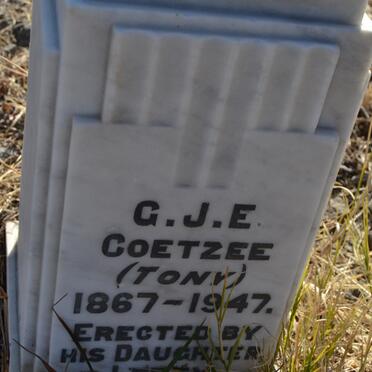 G.J.E.
COETZEE
(TONY)
1867~1947.
ERECTED BY
HIS DAUGHTER